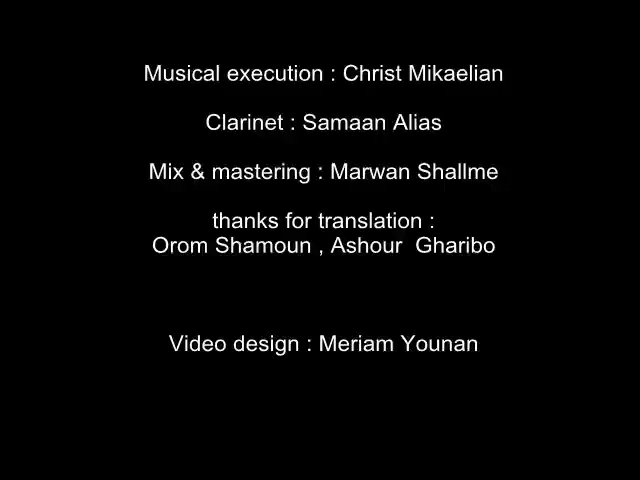 Musical execution : Christ Mikaelian
Clarinet : Samaan Alias
Mix & mastering : Marwan Shallme
thanks for translation :
Orom Shamoun , Ashour  Gharibo
Video design : Meriam Younan